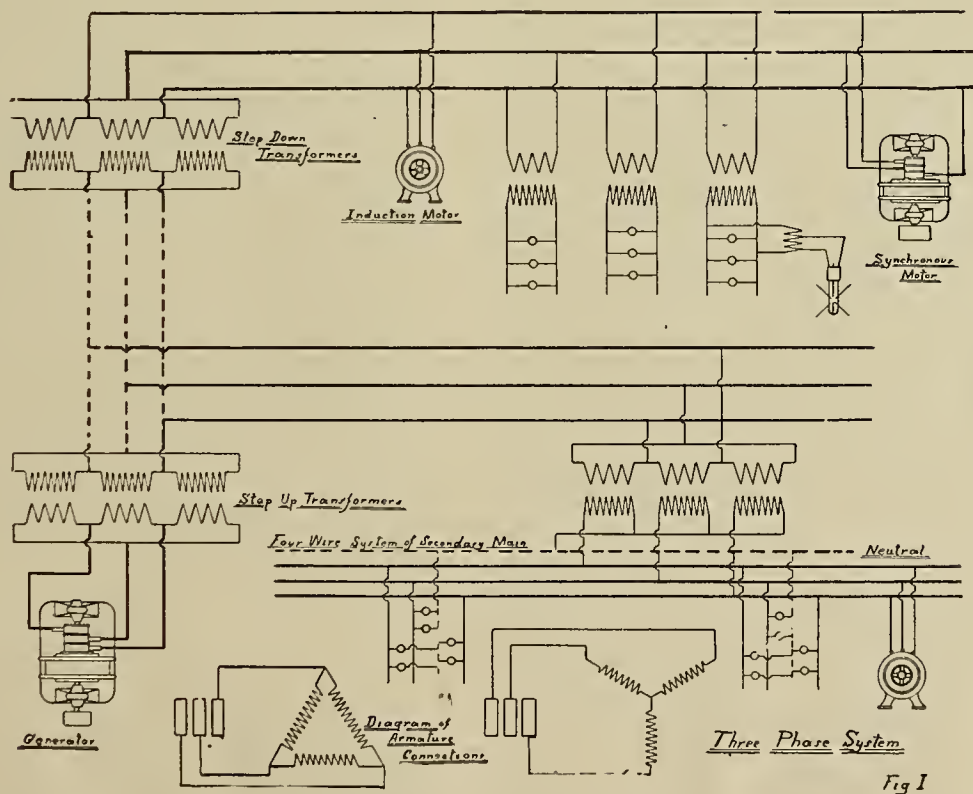 Step Down
Transformers
Induction Motor
Synchronous
Motor
Step Up Transformers
Four Wire System of Secondary Main
Neutral
Generator
Diagram of
Armature
Connections
Three Phase System
Fig I